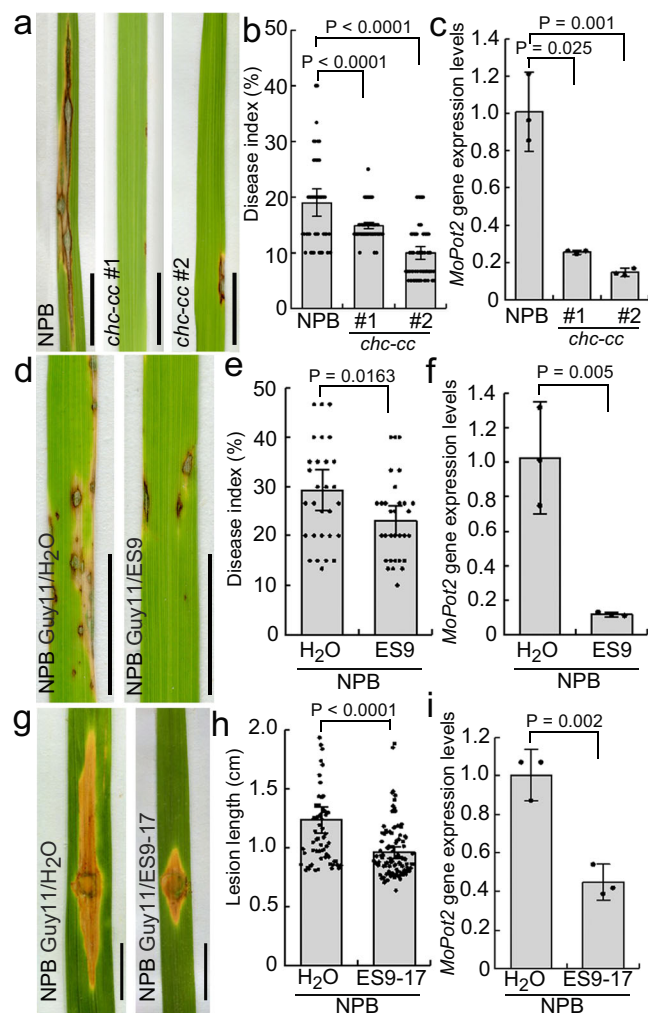 a
NPB
chc-cc #1
chc-cc #2
b
P < 0.0001
P < 0.0001
Disease index (%)
50
40
30
20
10
0
NPB #1 #2
chc-cc
c
P = 0.001
P = 0.025
MoPot2 gene expression levels
1.4
1.2
1.0
0.8
0.6
0.4
0.2
0
NPB #1 #2
chc-cc
d
NPB Guy11/H2O
NPB Guy11/ES9
e
P = 0.0163
Disease index (%)
50
40
30
20
10
0
H2O ES9
NPB
f
P = 0.005
MoPot2 gene expression levels
1.4
1.2
1.0
0.8
0.6
0.4
0.2
0
H2O ES9
NPB
g
NPB Guy11/H2O
NPB Guy11/ES9-17
h
P < 0.0001
Lesion length (cm)
2.0
1.5
1.0
0.5
0
H2O ES9-17
NPB
i
P = 0.002
MoPot2 gene expression levels
1.2
1.0
0.8
0.6
0.4
0.2
0
H2O ES9-17
NPB